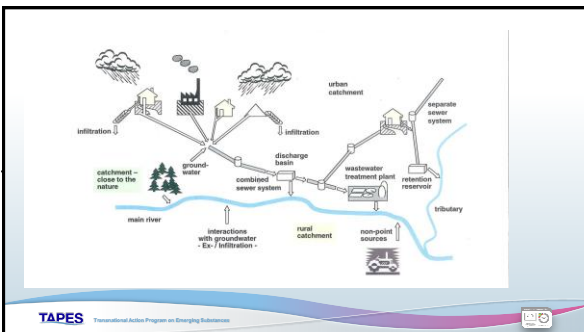 urban
catchment
separate
sewer
system
infiltration
infiltration
ground-
water
discharge
basin
wastewater
treatment plant
retention
reservoir
catchment –
close to the
nature
combined
sewer system
tributary
main river
interactions
with groundwater
- Ex- / Infiltration -
rural
catchment
non-point
sources
TAPES Transnational Action Program on Emerging Substances